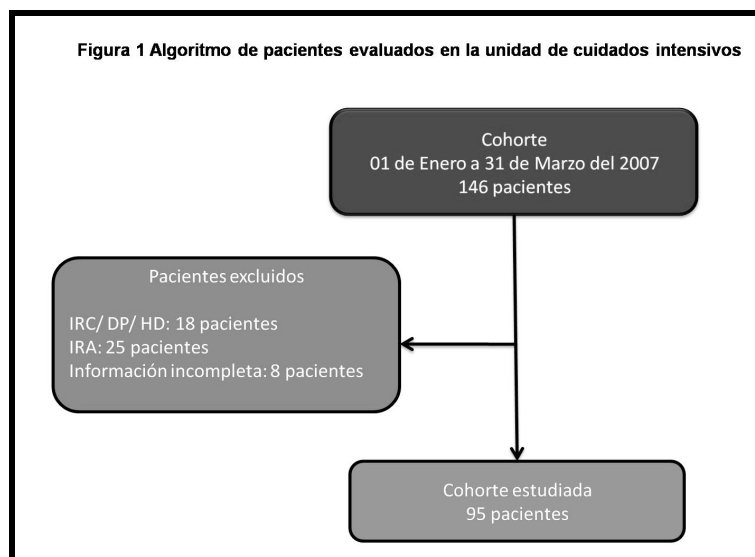 Figura 1 Algoritmo de pacientes evaluados en la unidad de cuidados intensivos
Cohorte
01 de Enero a 31 de Marzo del 2007
146 pacientes
Pacientes excluidos
IRC/ DP/ HD: 18 pacientes
IRA: 25 pacientes
Información incompleta: 8 pacientes
Cohorte estudiada
95 pacientes